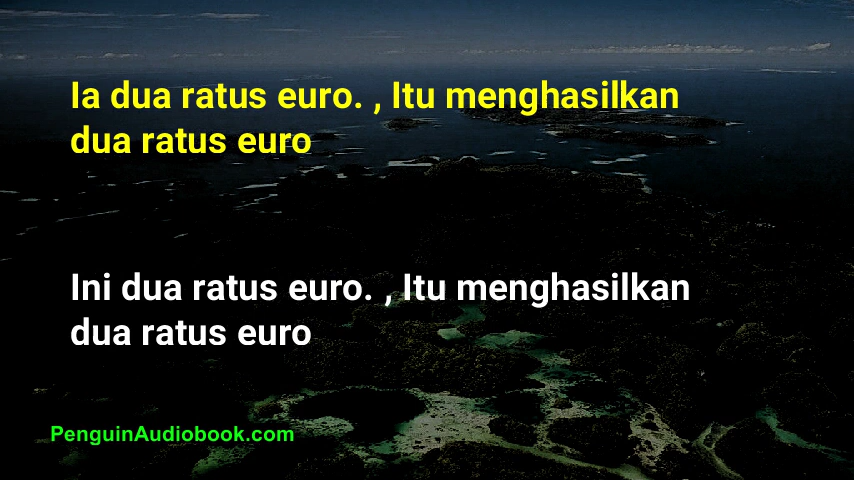 Ia dua ratus euro. , Itu menghasilkan
dua ratus euro
Ini dua ratus euro. , Itu menghasilkan
dua ratus euro
PenguinAudiobook.com